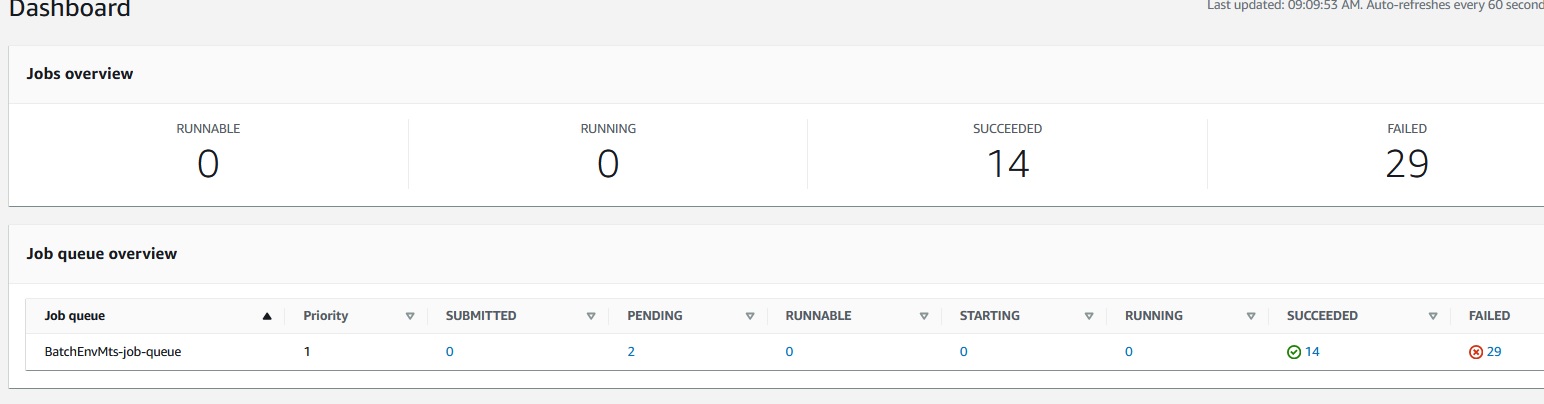 Dashboard
Last updated: 09:09:53 AM. Auto-refreshes every 60 second
Jobs overview
RUNNABLE RUNNING SUCCEEDED FAILED
0 0 14 29
Job queue overview
Job queue Priority SUBMITTED PENDING RUNNABLE STARTING RUNNING SUCCEEDED FAILED
BatchEnvMts-job-queue 1 0 2 0 0 0 14 29